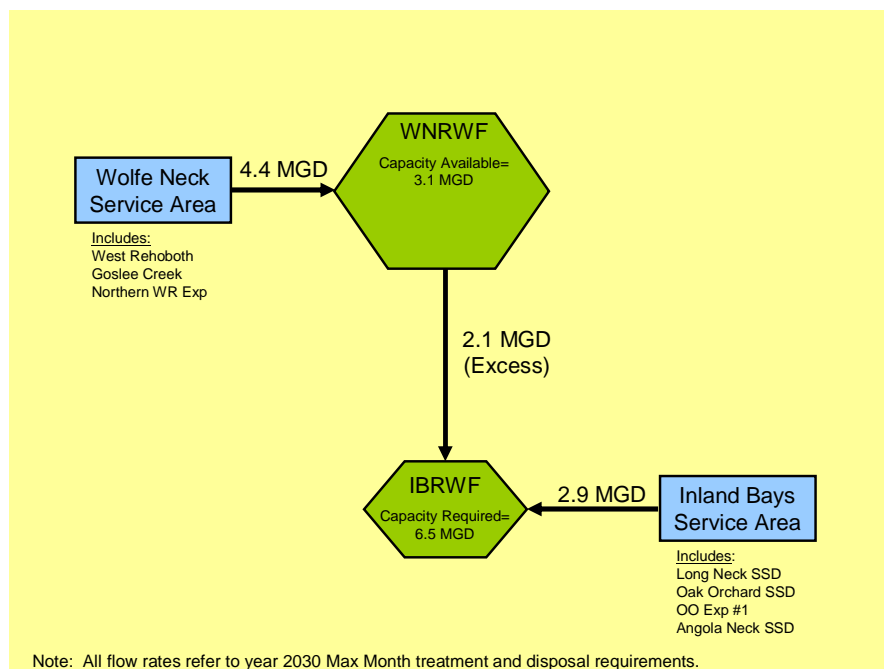 WNRWF
Capacity Available=
3.1 MGD
4.4 MGD
Wolfe Neck
Service Area
Includes:
West Rehoboth
Goslee Creek
Northern WR Exp
2.1 MGD
(Excess)
IBRWF
Capacity Required=
6.5 MGD
2.9 MGD
Inland Bays
Service Area
Includes:
Long Neck SSD
Oak Orchard SSD
OO Exp #1
Angola Neck SSD
Note: All flow rates refer to year 2030 Max Month treatment and disposal requirements.